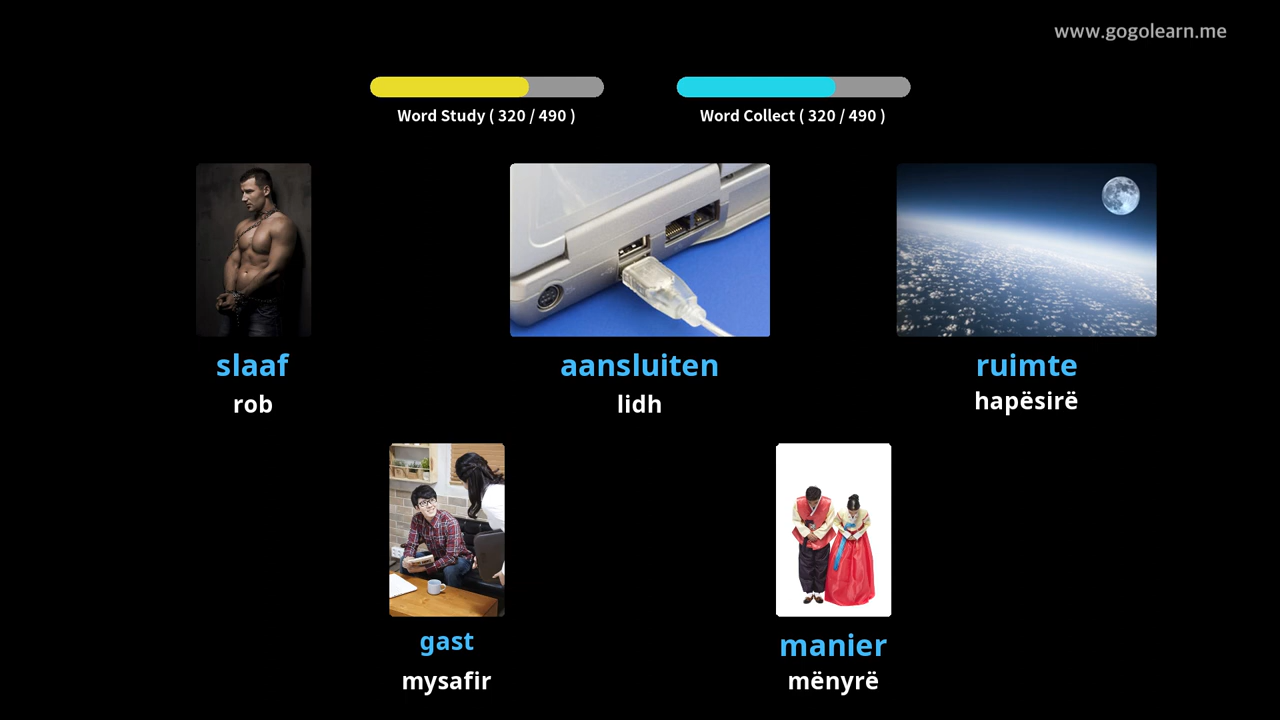 www.gogolearn.me
Word Study ( 320 / 490 )
Word Collect ( 320 / 490 )
slaaf
rob
aansluiten
lidh
ruimte
hapësirë
gast
mysafir
manier
mënyrë